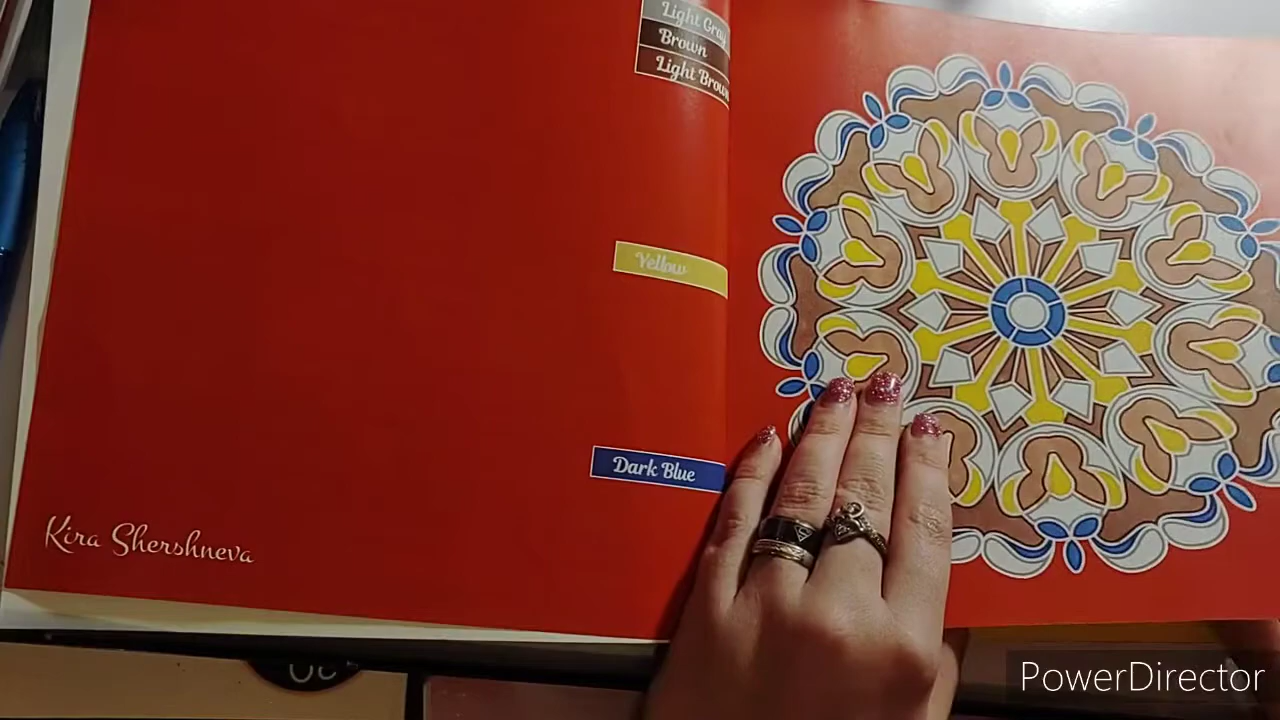 Light Gray
Brown
Light Brown
Yellow
Dark Blue
Kira Shershneva
PowerDirector